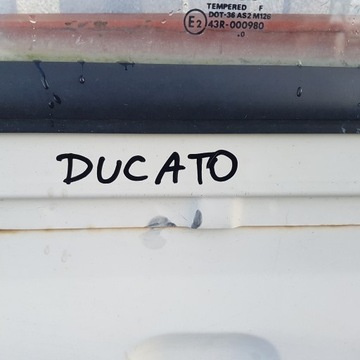 TEMPERED F
DOT-36 AS2 M126
E2 43R-000980
DUCATO